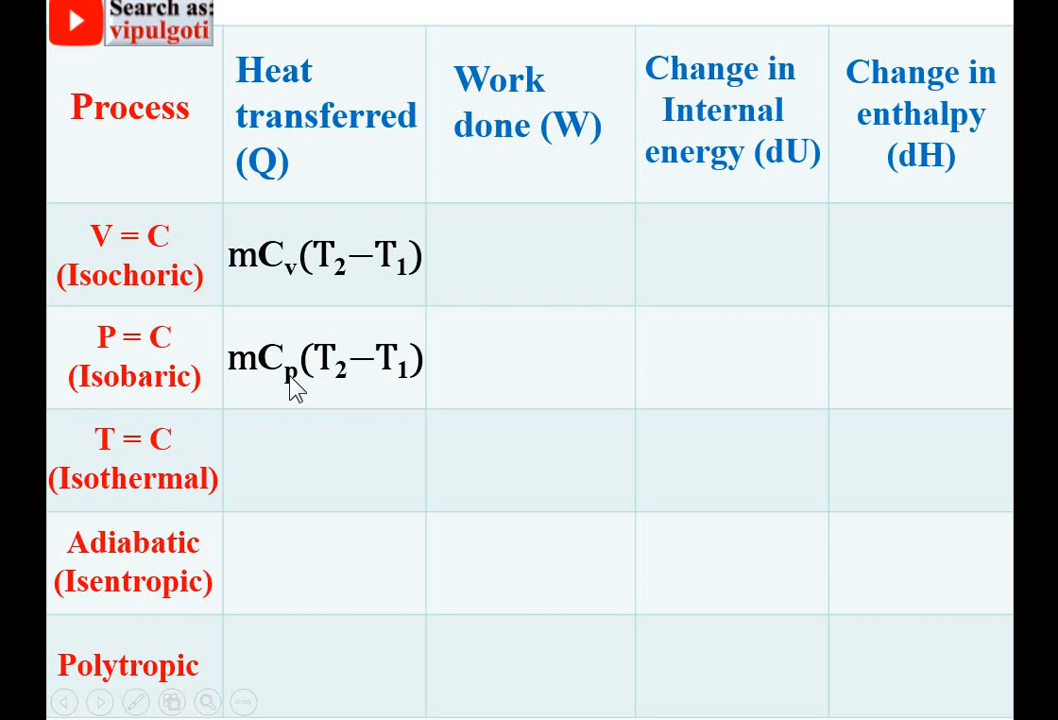 Search as:
vipulgoti
Process
Heat
transferred
(Q)
Work
done (W)
Change in
Internal
energy (dU)
Change in
enthalpy
(dH)
V = C
(Isochoric)
mCᵥ(T₂−T₁)
P = C
(Isobaric)
mCₚ(T₂−T₁)
T = C
(Isothermal)
Adiabatic
(Isentropic)
Polytropic